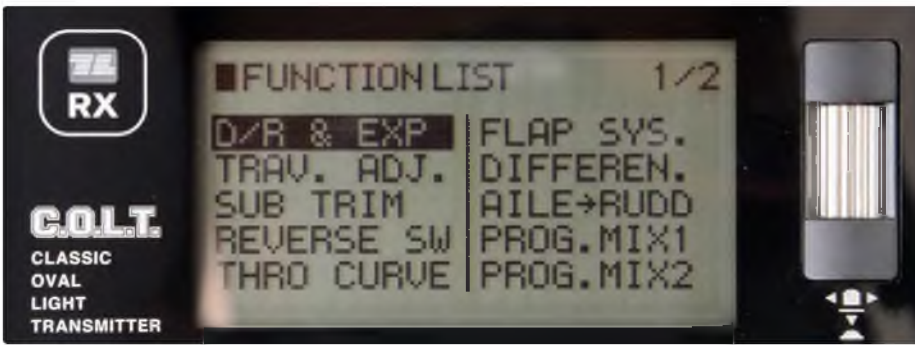 RX
C.O.L.T.
CLASSIC
OVAL
LIGHT
TRANSMITTER
FUNCTION LIST 1/2
D/R & EXP
TRAV. ADJ.
SUB TRIM
REVERSE SW
THRO CURVE
FLAP SYS.
DIFFEREN.
AILE→RUDD
PROG.MIX1
PROG.MIX2